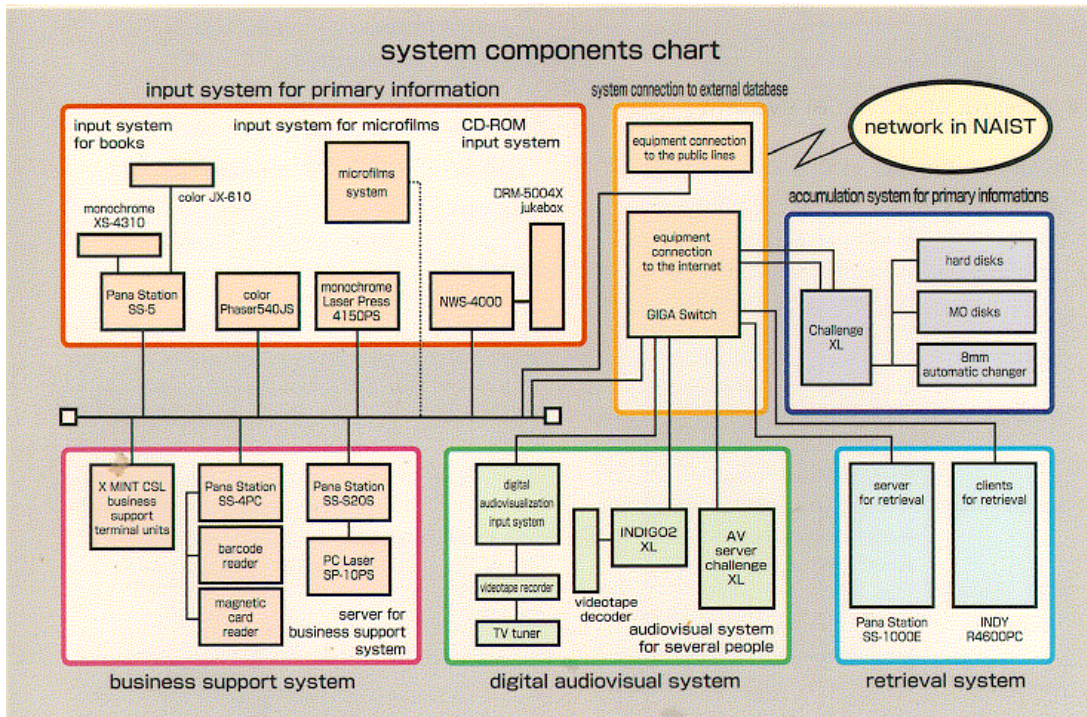 system components chart
input system for primary information
input system
for books
input system for microfilms
CD-ROM
input system
color JX-610
monochrome
XS-4310
microfilms
system
DRM-5004X
jukebox
Pana Station
SS-5
color
Phaser540JS
monochrome
Laser Press
4150PS
NWS-4000
system connection to external database
equipment connection
to the public lines
equipment
connection
to the internet
GIGA Switch
network in NAIST
accumulation system for primary informations
Challenge
XL
hard disks
MO disks
8mm
automatic changer
X MINT CSL
business
support
terminal units
Pana Station
SS-4PC
barcode
reader
magnetic
card
reader
Pana Station
SS-S20S
PC Laser
SP-10PS
server for
business support
system
business support system
digital
audiovisualization
input system
videotape recorder
TV tuner
videotape
decoder
INDIGO2
XL
AV
server
challenge
XL
audiovisual system
for several people
digital audiovisual system
server
for retrieval
clients
for retrieval
Pana Station
SS-1000E
INDY
R4600PC
retrieval system